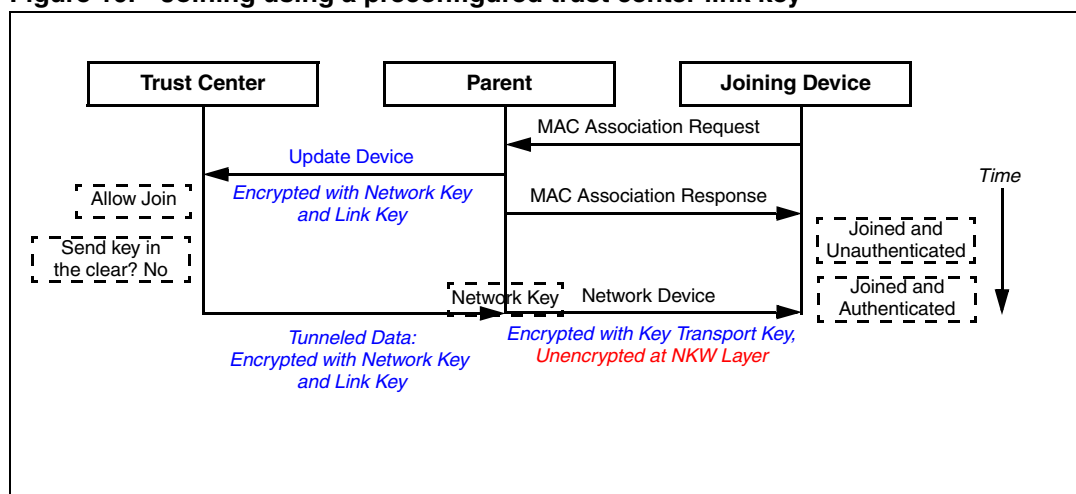 Figure 10. Joining using a preconfigured trust center link key
Trust Center
Parent
Joining Device
MAC Association Request
Update Device
Encrypted with Network Key
and Link Key
Time
Allow Join
MAC Association Response
Joined and
Unauthenticated
Send key in
the clear? No
Network Key
Network Device
Joined and
Authenticated
Tunneled Data:
Encrypted with Network Key
and Link Key
Encrypted with Key Transport Key,
Unencrypted at NKW Layer